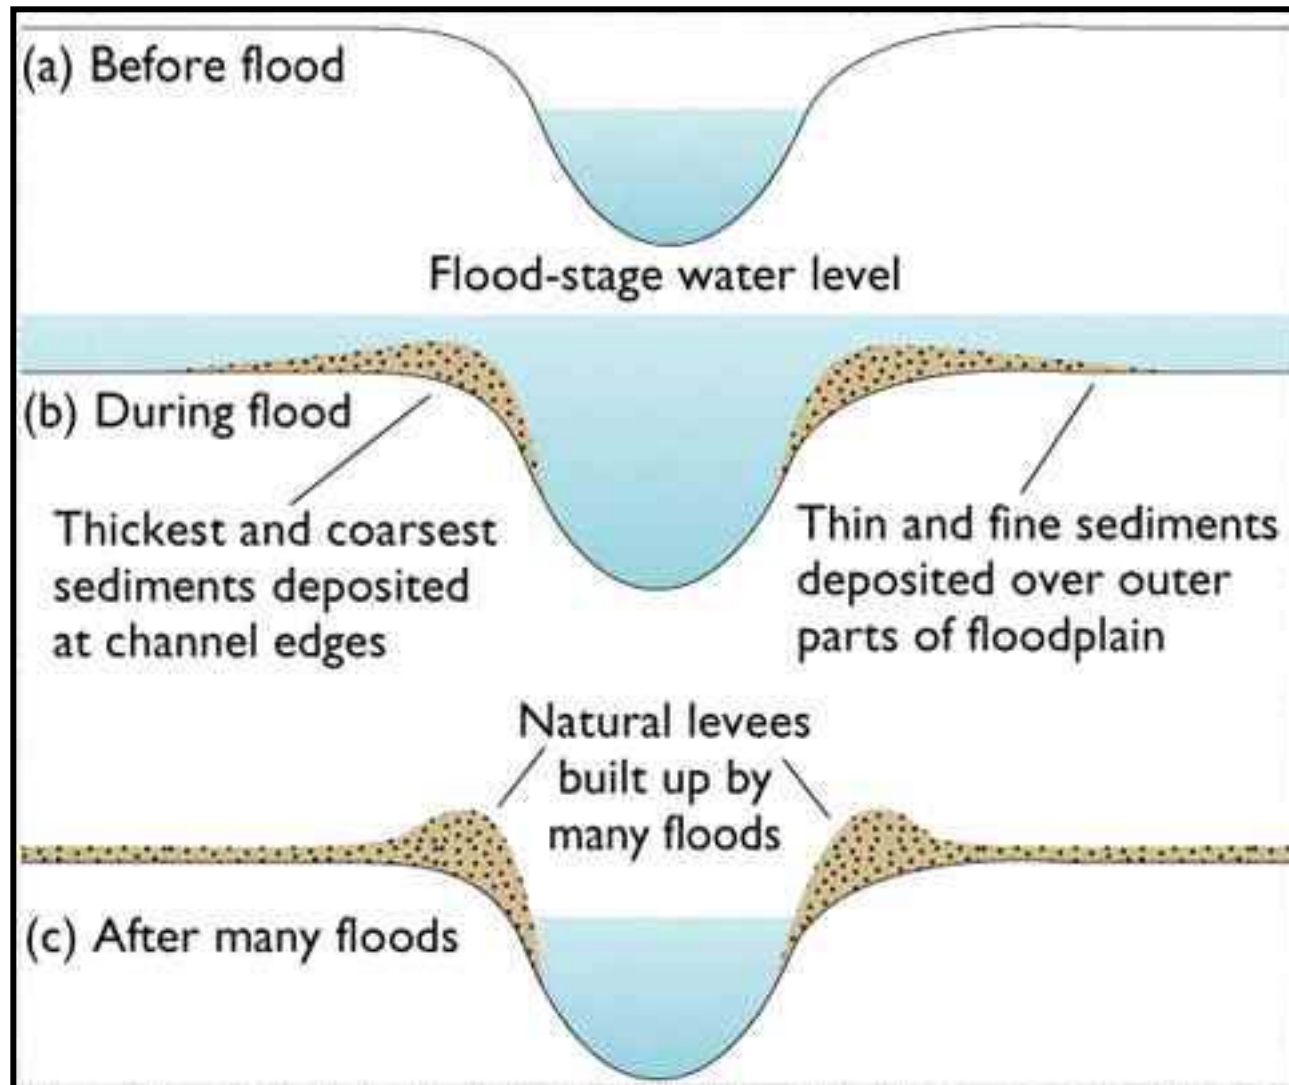 (a) Before flood
Flood-stage water level
(b) During flood
Thickest and coarsest
sediments deposited
at channel edges
Thin and fine sediments
deposited over outer
parts of floodplain
Natural levees
built up by
many floods
(c) After many floods